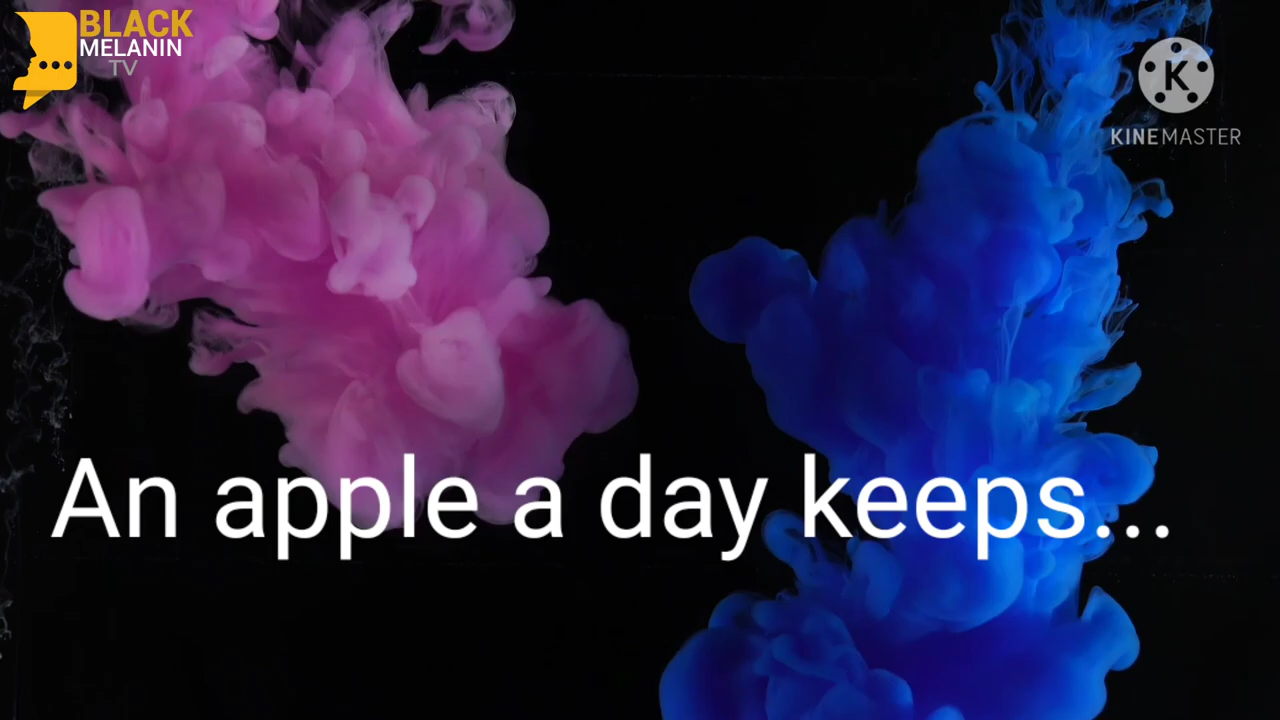 BLACK
MELANIN
TV
K
KINEMASTER
An apple a day keeps...